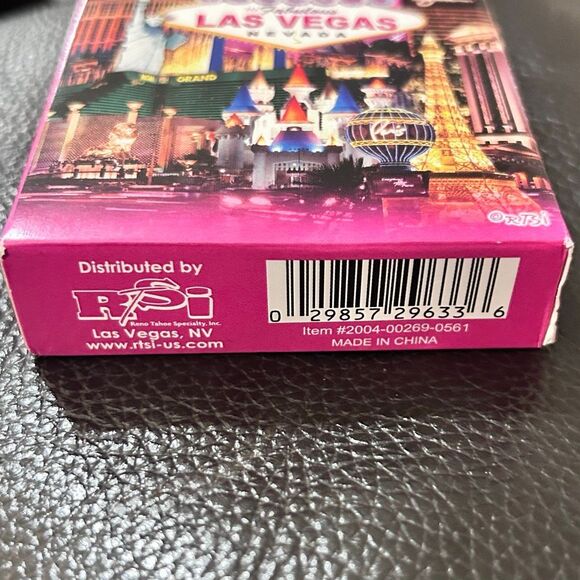 Fabulous
LAS VEGAS
NEVADA
GRAND
©RTSI
Distributed by
RTSi
Reno Tahoe Specialty, Inc.
Las Vegas, NV
www.rtsi-us.com
0 29857 29633 6
Item #2004-00269-0561
MADE IN CHINA